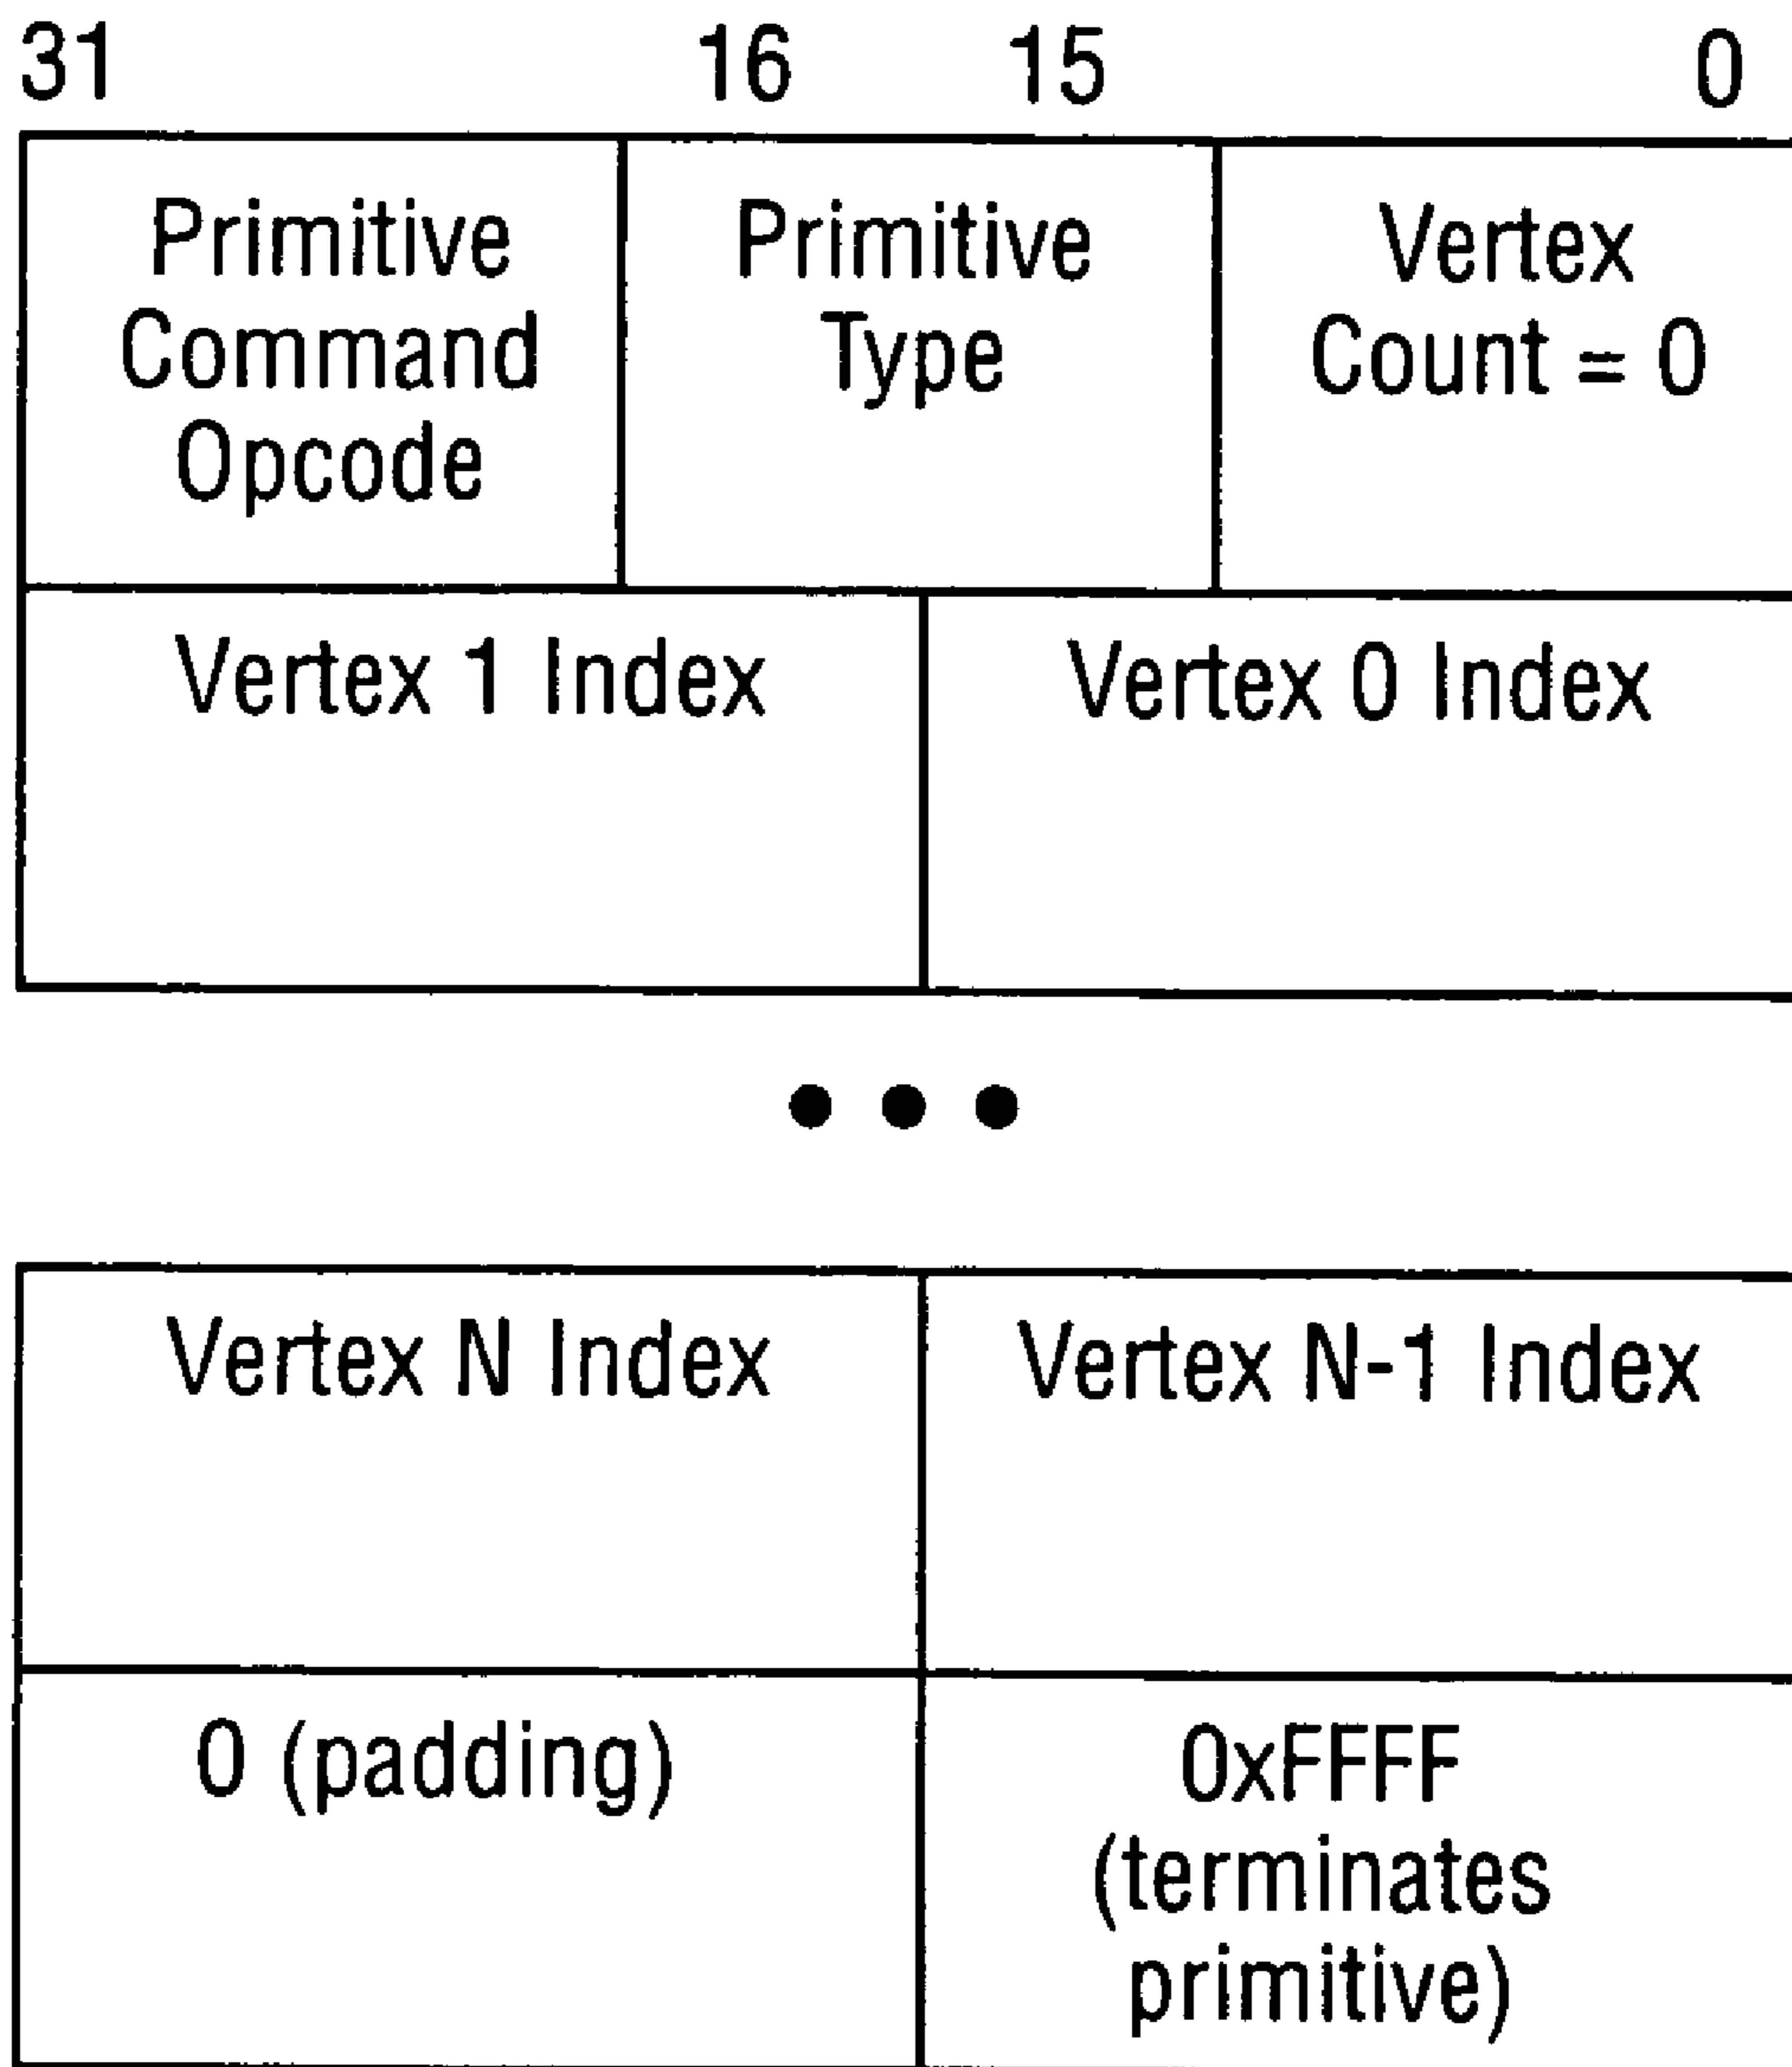 31 16 15 0
Primitive
Command
Opcode
Primitive
Type
Vertex
Count = 0
Vertex 1 Index
Vertex 0 Index
Vertex N Index
Vertex N-1 Index
0 (padding)
0xFFFF
(terminates
primitive)